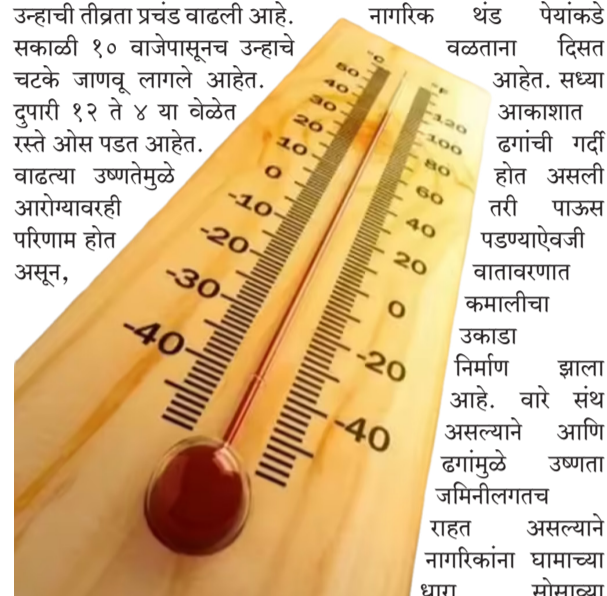 उन्हाची तीव्रता प्रचंड वाढली आहे.
सकाळी १० वाजेपासूनच उन्हाचे
चटके जाणवू लागले आहेत.
दुपारी १२ ते ४ या वेळेत
रस्ते ओस पडत आहेत.
वाढत्या उष्णतेमुळे
आरोग्यावरही
परिणाम होत
असून,
नागरिक थंड पेयांकडे
वळताना दिसत
आहेत. सध्या
आकाशात
ढगांची गर्दी
होत असली
तरी पाऊस
पडण्याऐवजी
वातावरणात
कमालीचा
उकाडा
निर्माण झाला
आहे. वारे संथ
असल्याने आणि
ढगांमुळे उष्णता
जमिनीलगतच
राहत असल्याने
नागरिकांना घामाच्या
धारा सोसाव्या
°C
50
40
30
20
10
0
-10
-20
-30
-40
°F
120
100
80
60
40
20
0
-20
-40